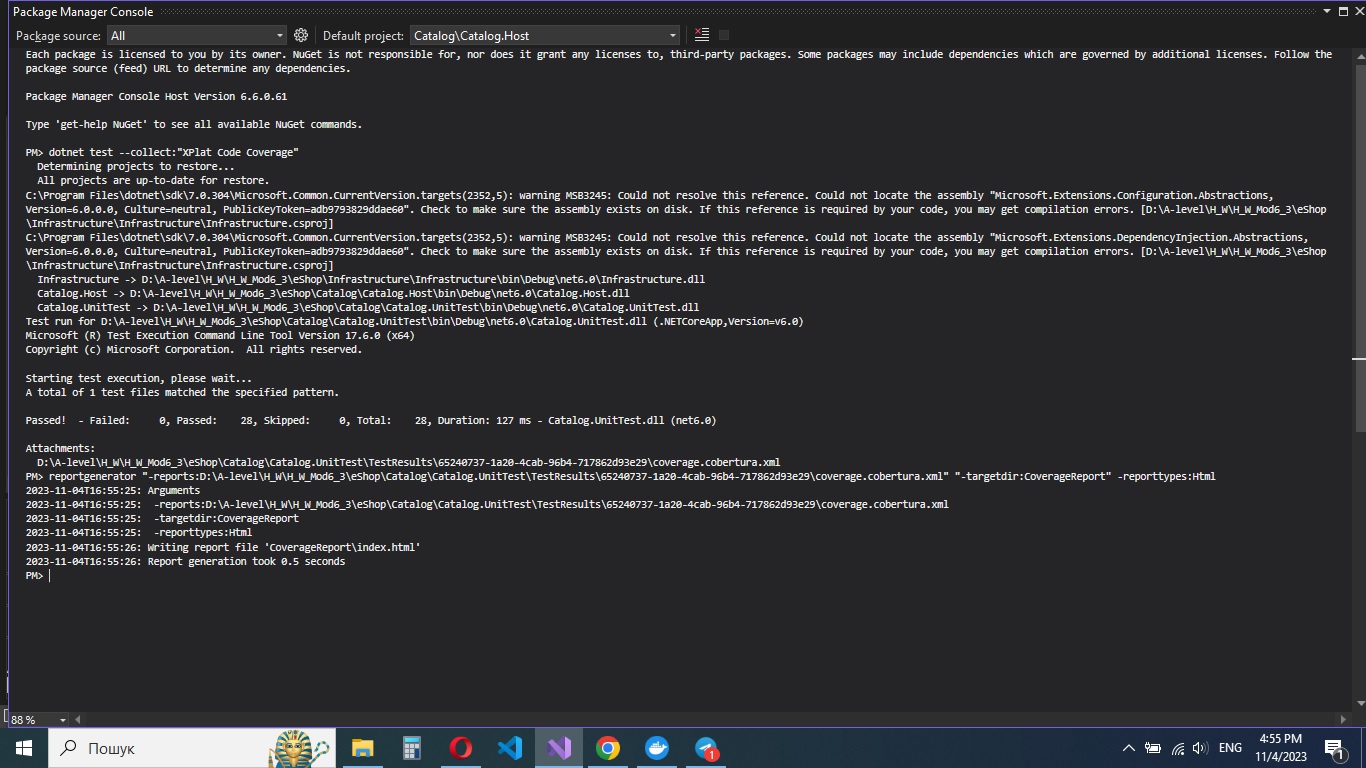 Package Manager Console
Package source: All Default project: Catalog\Catalog.Host
Each package is licensed to you by its owner. NuGet is not responsible for, nor does it grant any licenses to, third-party packages. Some packages may include dependencies which are governed by additional licenses. Follow the
package source (feed) URL to determine any dependencies.
Package Manager Console Host Version 6.6.0.61
Type 'get-help NuGet' to see all available NuGet commands.
PM> dotnet test --collect:"XPlat Code Coverage"
Determining projects to restore...
All projects are up-to-date for restore.
C:\Program Files\dotnet\sdk\7.0.304\Microsoft.Common.CurrentVersion.targets(2352,5): warning MSB3245: Could not resolve this reference. Could not locate the assembly "Microsoft.Extensions.Configuration.Abstractions,
Version=6.0.0.0, Culture=neutral, PublicKeyToken=adb9793829ddae60". Check to make sure the assembly exists on disk. If this reference is required by your code, you may get compilation errors. [D:\A-level\H_W\H_W_Mod6_3\eShop
\Infrastructure\Infrastructure\Infrastructure.csproj]
C:\Program Files\dotnet\sdk\7.0.304\Microsoft.Common.CurrentVersion.targets(2352,5): warning MSB3245: Could not resolve this reference. Could not locate the assembly "Microsoft.Extensions.DependencyInjection.Abstractions,
Version=6.0.0.0, Culture=neutral, PublicKeyToken=adb9793829ddae60". Check to make sure the assembly exists on disk. If this reference is required by your code, you may get compilation errors. [D:\A-level\H_W\H_W_Mod6_3\eShop
\Infrastructure\Infrastructure\Infrastructure.csproj]
Infrastructure -> D:\A-level\H_W\H_W_Mod6_3\eShop\Infrastructure\Infrastructure\bin\Debug\net6.0\Infrastructure.dll
Catalog.Host -> D:\A-level\H_W\H_W_Mod6_3\eShop\Catalog\Catalog.Host\bin\Debug\net6.0\Catalog.Host.dll
Catalog.UnitTest -> D:\A-level\H_W\H_W_Mod6_3\eShop\Catalog\Catalog.UnitTest\bin\Debug\net6.0\Catalog.UnitTest.dll
Test run for D:\A-level\H_W\H_W_Mod6_3\eShop\Catalog\Catalog.UnitTest\bin\Debug\net6.0\Catalog.UnitTest.dll (.NETCoreApp,Version=v6.0)
Microsoft (R) Test Execution Command Line Tool Version 17.6.0 (x64)
Copyright (c) Microsoft Corporation.  All rights reserved.
Starting test execution, please wait...
A total of 1 test files matched the specified pattern.
Passed!  - Failed:     0, Passed:    28, Skipped:     0, Total:    28, Duration: 127 ms - Catalog.UnitTest.dll (net6.0)
Attachments:
D:\A-level\H_W\H_W_Mod6_3\eShop\Catalog\Catalog.UnitTest\TestResults\65240737-1a20-4cab-96b4-717862d93e29\coverage.cobertura.xml
PM> reportgenerator "-reports:D:\A-level\H_W\H_W_Mod6_3\eShop\Catalog\Catalog.UnitTest\TestResults\65240737-1a20-4cab-96b4-717862d93e29\coverage.cobertura.xml" "-targetdir:CoverageReport" -reporttypes:Html
2023-11-04T16:55:25: Arguments
2023-11-04T16:55:25:  -reports:D:\A-level\H_W\H_W_Mod6_3\eShop\Catalog\Catalog.UnitTest\TestResults\65240737-1a20-4cab-96b4-717862d93e29\coverage.cobertura.xml
2023-11-04T16:55:25:  -targetdir:CoverageReport
2023-11-04T16:55:25:  -reporttypes:Html
2023-11-04T16:55:26: Writing report file 'CoverageReport\index.html'
2023-11-04T16:55:26: Report generation took 0.5 seconds
PM>
88 %
Пошук
1
ENG
4:55 PM
11/4/2023
1